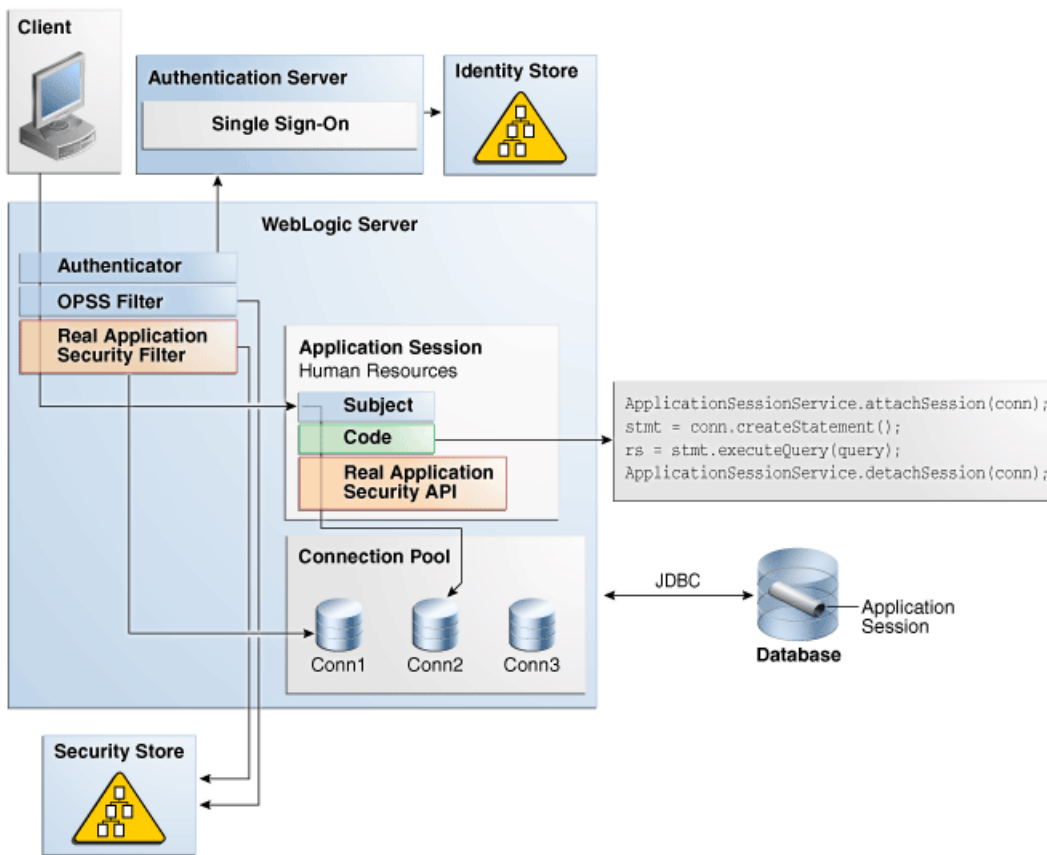 Client
Authentication Server
Single Sign-On
Identity Store
WebLogic Server
Authenticator
OPSS Filter
Real Application
Security Filter
Application Session
Human Resources
Subject
Code
Real Application
Security API
ApplicationSessionService.attachSession(conn);
stmt = conn.createStatement();
rs = stmt.executeQuery(query);
ApplicationSessionService.detachSession(conn);
Connection Pool
Conn1
Conn2
Conn3
JDBC
Application
Session
Database
Security Store